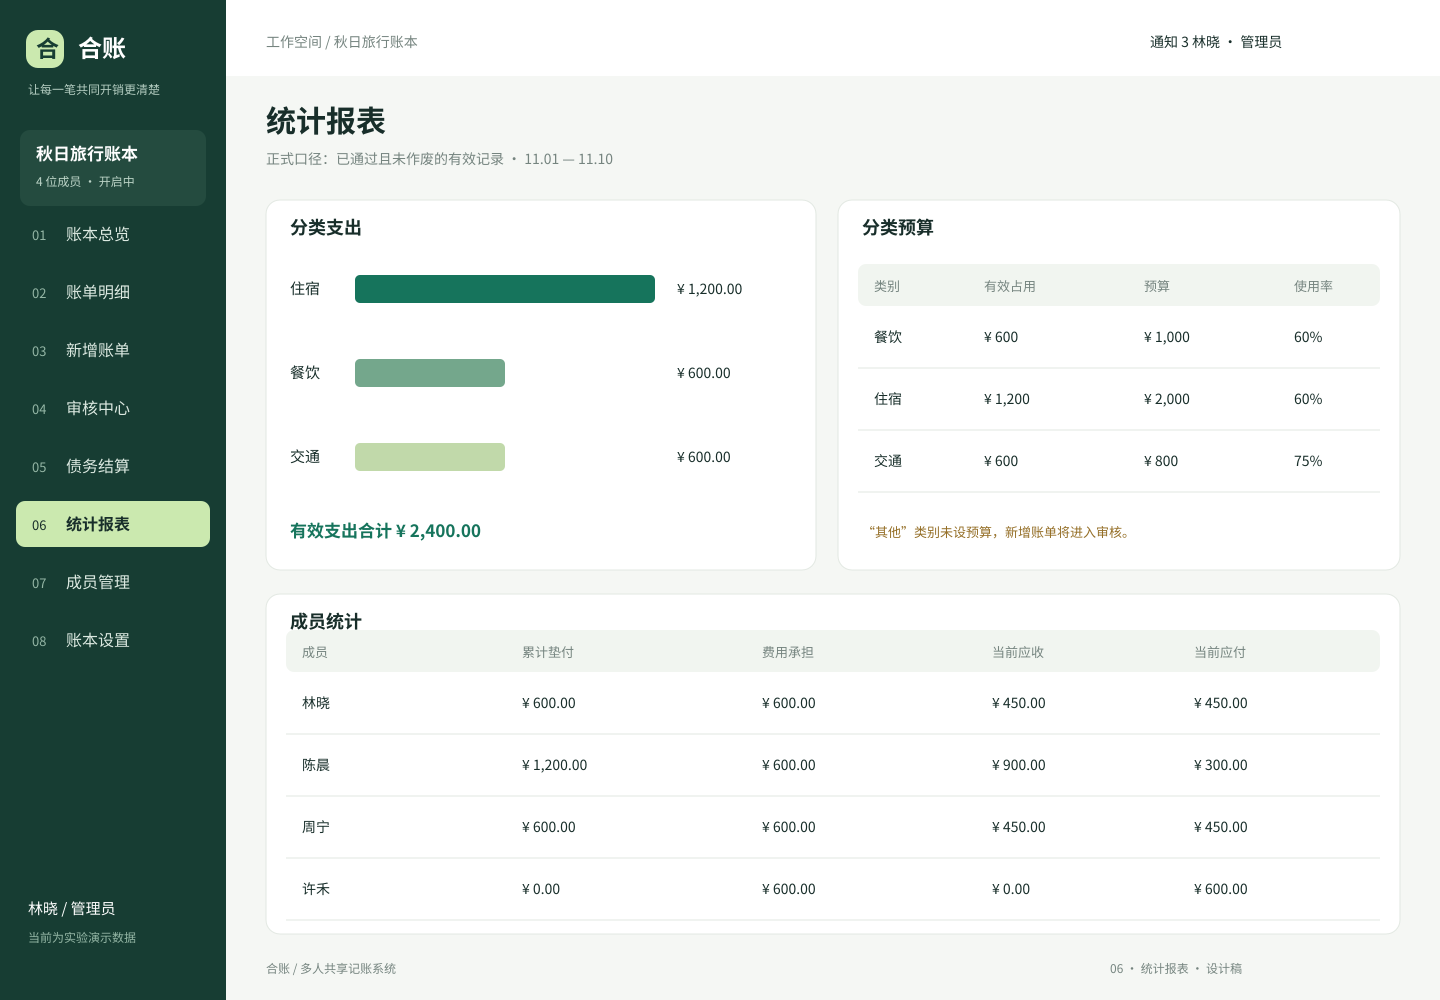 合 合账
让每一笔共同开销更清楚
秋日旅行账本
4 位成员 · 开启中
01 账本总览
02 账单明细
03 新增账单
04 审核中心
05 债务结算
06 统计报表
07 成员管理
08 账本设置
林晓 / 管理员
当前为实验演示数据
工作空间 / 秋日旅行账本
通知 3 林晓 · 管理员
统计报表
正式口径：已通过且未作废的有效记录 · 11.01 — 11.10
分类支出
住宿 ¥ 1,200.00
餐饮 ¥ 600.00
交通 ¥ 600.00
有效支出合计 ¥ 2,400.00
分类预算
类别 有效占用 预算 使用率
餐饮 ¥ 600 ¥ 1,000 60%
住宿 ¥ 1,200 ¥ 2,000 60%
交通 ¥ 600 ¥ 800 75%
“其他”类别未设预算，新增账单将进入审核。
成员统计
成员 累计垫付 费用承担 当前应收 当前应付
林晓 ¥ 600.00 ¥ 600.00 ¥ 450.00 ¥ 450.00
陈晨 ¥ 1,200.00 ¥ 600.00 ¥ 900.00 ¥ 300.00
周宁 ¥ 600.00 ¥ 600.00 ¥ 450.00 ¥ 450.00
许禾 ¥ 0.00 ¥ 600.00 ¥ 0.00 ¥ 600.00
合账 / 多人共享记账系统
06 · 统计报表 · 设计稿